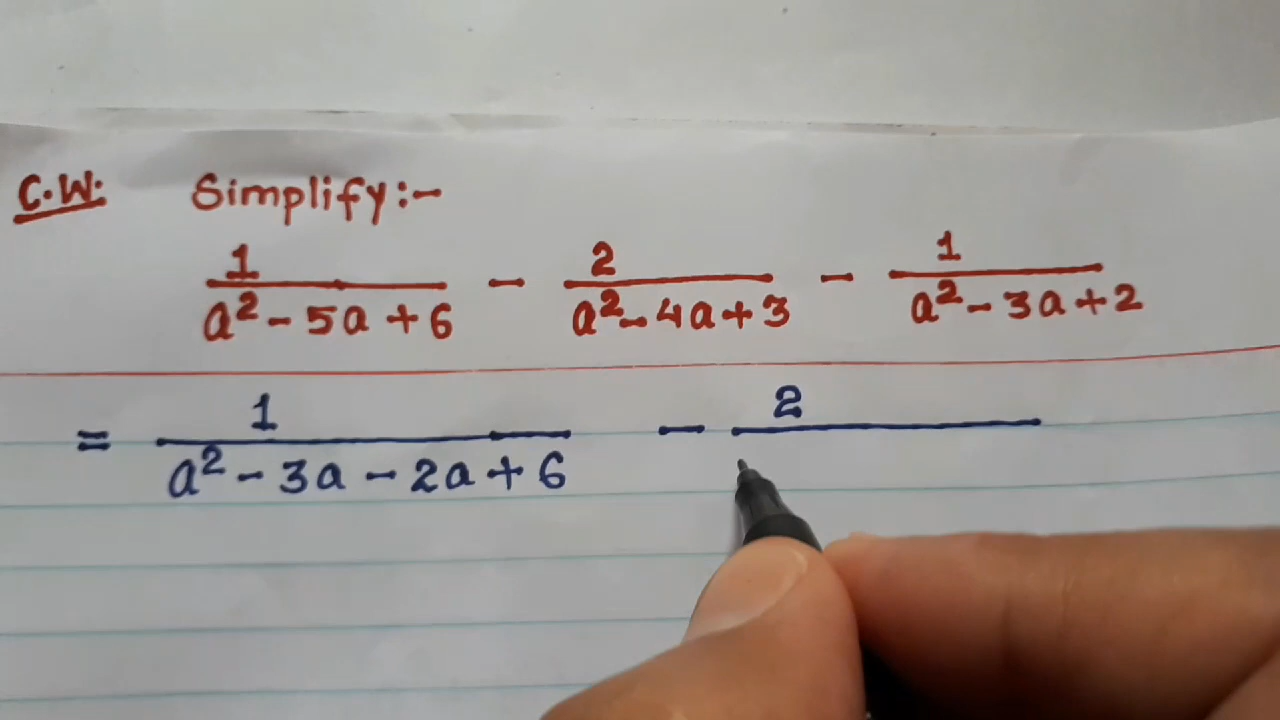 C.W. Simplify:-
1/(a² - 5a + 6) - 2/(a² - 4a + 3) - 1/(a² - 3a + 2)
= 1/(a² - 3a - 2a + 6) - 2/